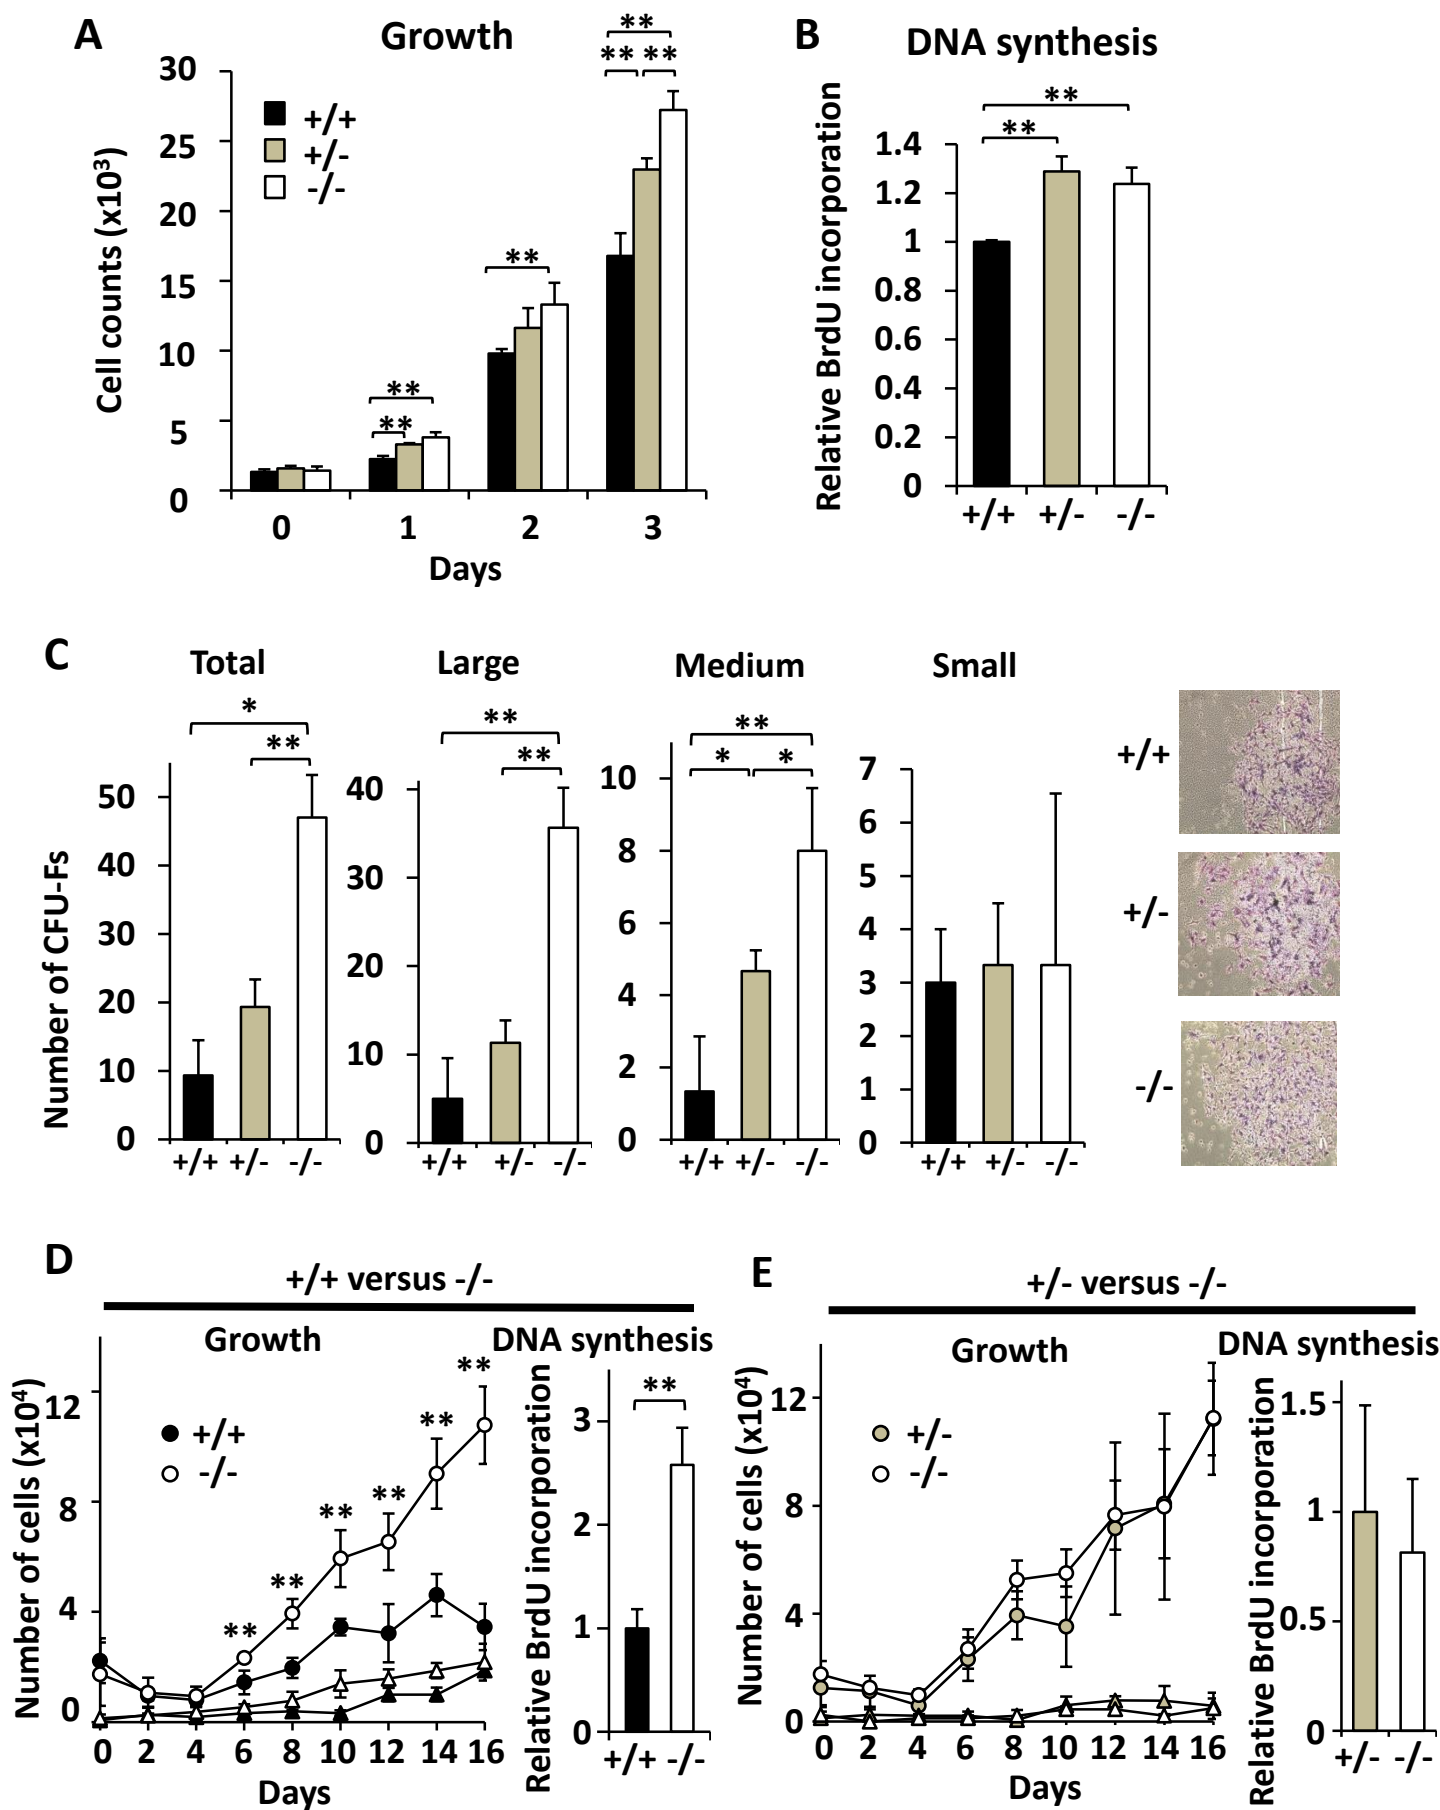 A
Growth
**
** **
30
25
20
15
10
5
0
Cell counts (x10³)
+/+
+/-
-/-
**
**
**
0 1 2 3
Days
B
DNA synthesis
**
**
Relative BrdU incorporation
1.4
1.2
1
0.8
0.6
0.4
0.2
0
+/+ +/- -/-
C
Total
Large
Medium
Small
Number of CFU-Fs
*
**
50
40
30
20
10
0
+/+ +/- -/-
**
**
40
30
20
10
0
+/+ +/- -/-
**
* *
10
8
6
4
2
0
+/+ +/- -/-
7
6
5
4
3
2
1
0
+/+ +/- -/-
+/+
+/-
-/-
D
+/+ versus -/-
Growth
Number of cells (x10⁴)
12
8
4
0
+/+
-/-
**
**
**
**
**
**
0 2 4 6 8 10 12 14 16
Days
DNA synthesis
Relative BrdU incorporation
**
3
2
1
0
+/+ -/-
E
+/- versus -/-
Growth
Number of cells (x10⁴)
12
8
4
0
+/-
-/-
0 2 4 6 8 10 12 14 16
Days
DNA synthesis
Relative BrdU incorporation
1.5
1
0.5
0
+/- -/-